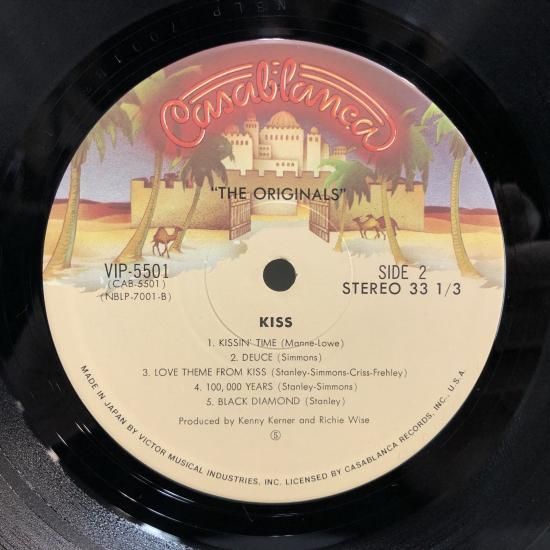 Casablanca
"THE ORIGINALS"
VIP-5501
(CAB-5501)
(NBLP-7001-B)
SIDE 2
STEREO 33 1/3
KISS
1. KISSIN' TIME (Manne-Lowe)
2. DEUCE (Simmons)
3. LOVE THEME FROM KISS (Stanley-Simmons-Criss-Frehley)
4. 100,000 YEARS (Stanley-Simmons)
5. BLACK DIAMOND (Stanley)
Produced by Kenny Kerner and Richie Wise
Ⓢ
MADE IN JAPAN BY VICTOR MUSICAL INDUSTRIES, INC. LICENSED BY CASABLANCA RECORDS, INC., U.S.A.